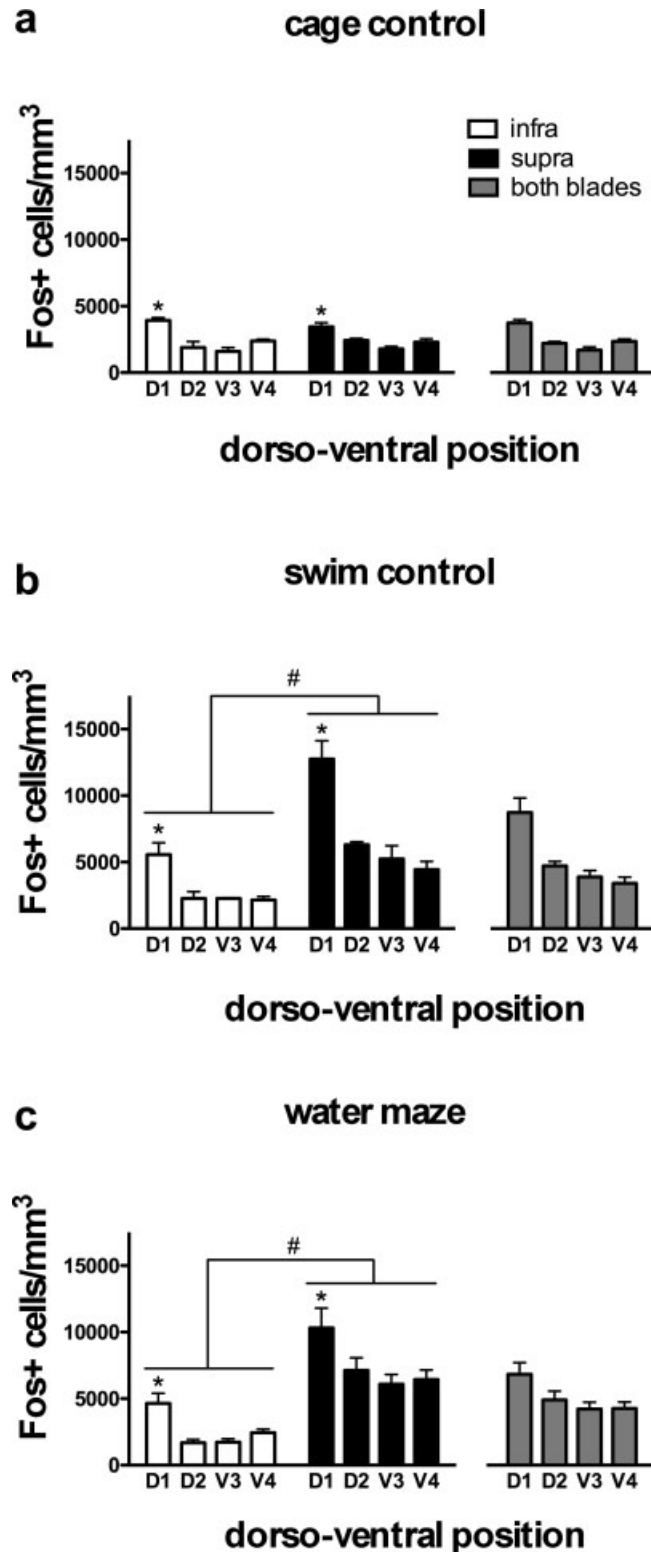 a cage control
infra
supra
both blades
Fos+ cells/mm³
15000
10000
5000
0
* *
D1 D2 V3 V4 D1 D2 V3 V4 D1 D2 V3 V4
dorso-ventral position
b swim control
#
Fos+ cells/mm³
15000
10000
5000
0
* *
D1 D2 V3 V4 D1 D2 V3 V4 D1 D2 V3 V4
dorso-ventral position
c water maze
#
Fos+ cells/mm³
15000
10000
5000
0
* *
D1 D2 V3 V4 D1 D2 V3 V4 D1 D2 V3 V4
dorso-ventral position